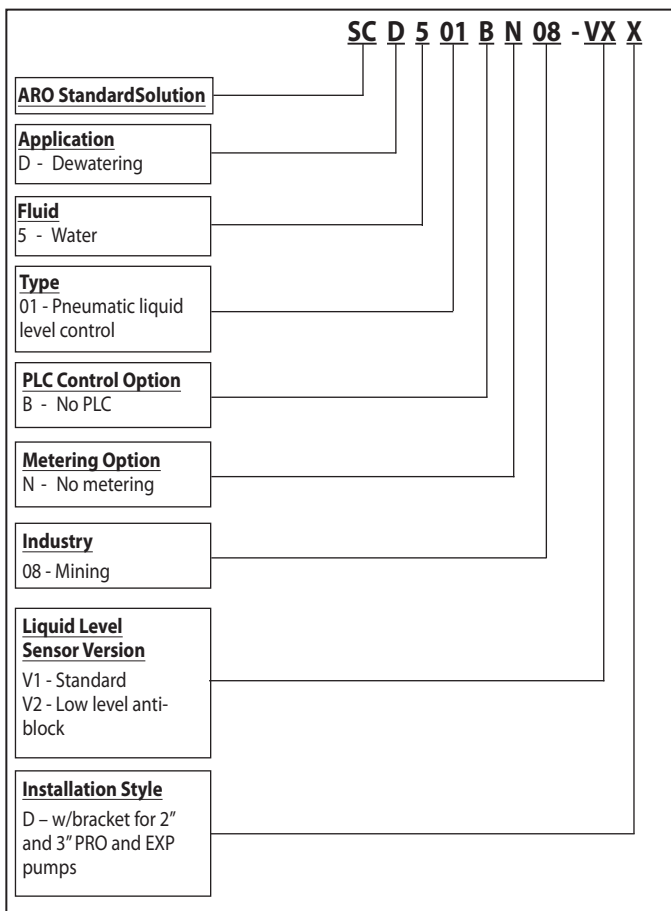 SC D 5 01 B N 08 - VX X
ARO StandardSolution
Application
D - Dewatering
Fluid
5 - Water
Type
01 - Pneumatic liquid
level control
PLC Control Option
B - No PLC
Metering Option
N - No metering
Industry
08 - Mining
Liquid Level
Sensor Version
V1 - Standard
V2 - Low level anti-
block
Installation Style
D – w/bracket for 2”
and 3” PRO and EXP
pumps